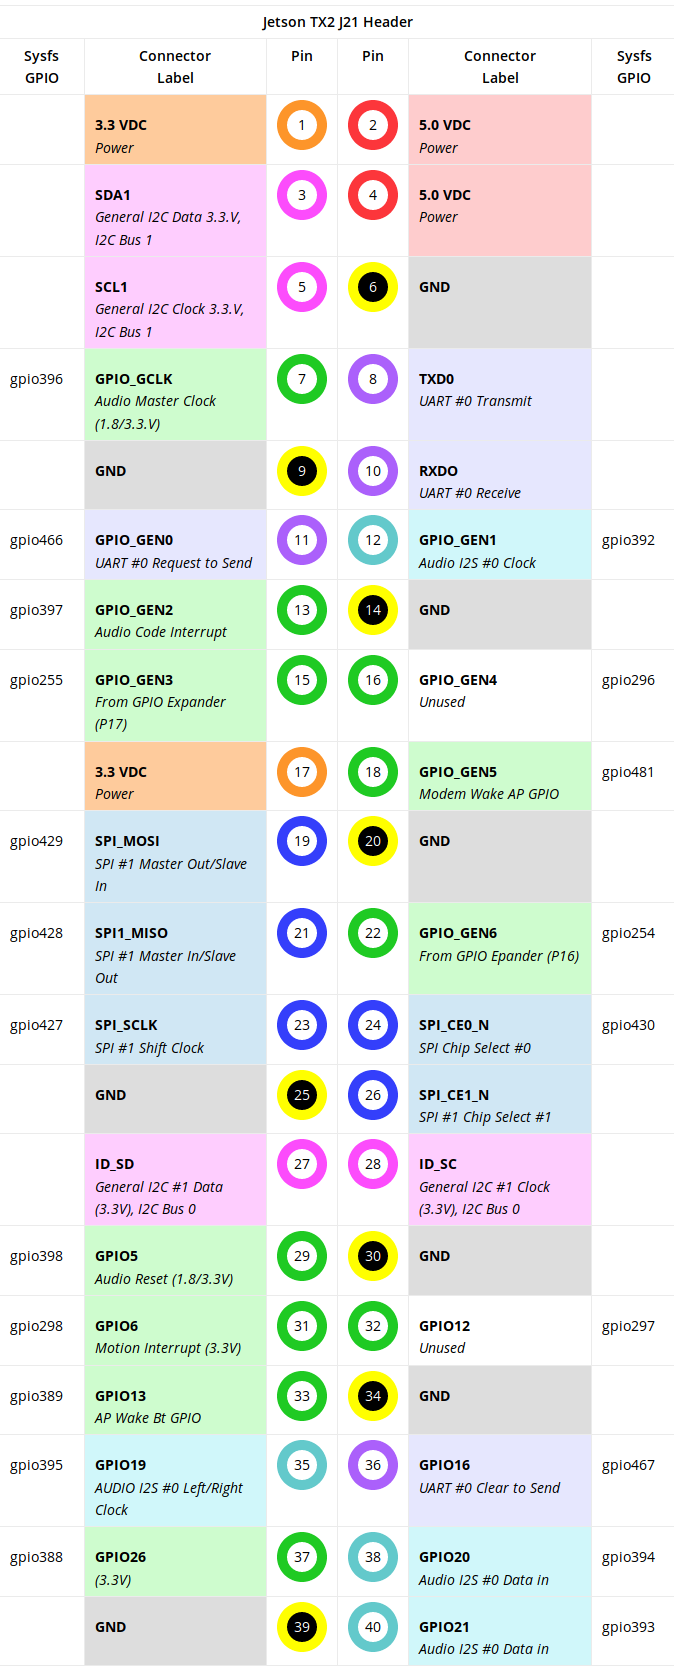 Jetson TX2 J21 Header
Sysfs GPIO Connector Label Pin Pin Connector Label Sysfs GPIO
3.3 VDC 1 2 5.0 VDC
Power Power
SDA1 3 4 5.0 VDC
General I2C Data 3.3.V, Power
I2C Bus 1
SCL1 5 6 GND
General I2C Clock 3.3.V,
I2C Bus 1
gpio396 GPIO_GCLK 7 8 TXD0
Audio Master Clock UART #0 Transmit
(1.8/3.3.V)
GND 9 10 RXDO
UART #0 Receive
gpio466 GPIO_GEN0 11 12 GPIO_GEN1 gpio392
UART #0 Request to Send Audio I2S #0 Clock
gpio397 GPIO_GEN2 13 14 GND
Audio Code Interrupt
gpio255 GPIO_GEN3 15 16 GPIO_GEN4 gpio296
From GPIO Expander Unused
(P17)
3.3 VDC 17 18 GPIO_GEN5 gpio481
Power Modem Wake AP GPIO
gpio429 SPI_MOSI 19 20 GND
SPI #1 Master Out/Slave
In
gpio428 SPI1_MISO 21 22 GPIO_GEN6 gpio254
SPI #1 Master In/Slave From GPIO Epander (P16)
Out
gpio427 SPI_SCLK 23 24 SPI_CE0_N gpio430
SPI #1 Shift Clock SPI Chip Select #0
GND 25 26 SPI_CE1_N
SPI #1 Chip Select #1
ID_SD 27 28 ID_SC
General I2C #1 Data General I2C #1 Clock
(3.3V), I2C Bus 0 (3.3V), I2C Bus 0
gpio398 GPIO5 29 30 GND
Audio Reset (1.8/3.3V)
gpio298 GPIO6 31 32 GPIO12 gpio297
Motion Interrupt (3.3V) Unused
gpio389 GPIO13 33 34 GND
AP Wake Bt GPIO
gpio395 GPIO19 35 36 GPIO16 gpio467
AUDIO I2S #0 Left/Right UART #0 Clear to Send
Clock
gpio388 GPIO26 37 38 GPIO20 gpio394
(3.3V) Audio I2S #0 Data in
GND 39 40 GPIO21 gpio393
Audio I2S #0 Data in